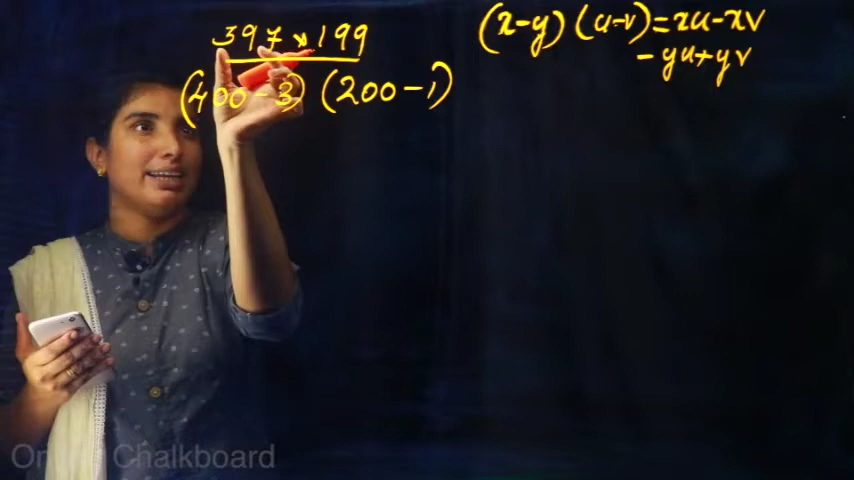 397 × 199
(400 - 3) (200 - 1)
(x-y) (u-v) = xu - xv
- yu + yv
Online Chalkboard